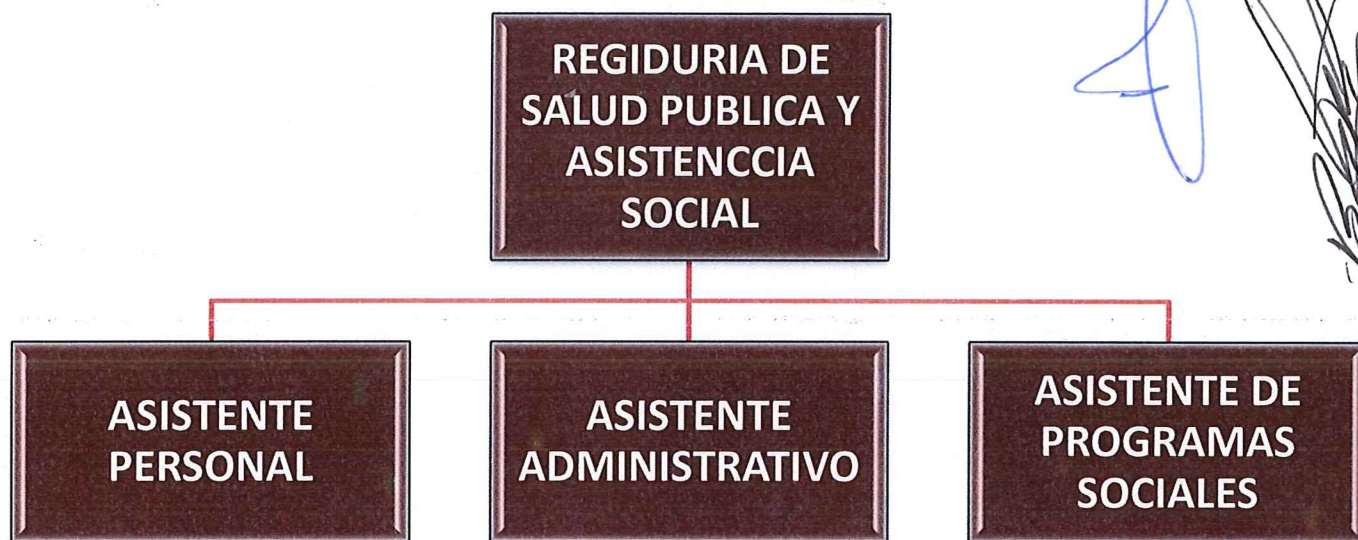 REGIDURIA DE
SALUD PUBLICA Y
ASISTENCCIA
SOCIAL
ASISTENTE
PERSONAL
ASISTENTE
ADMINISTRATIVO
ASISTENTE DE
PROGRAMAS
SOCIALES